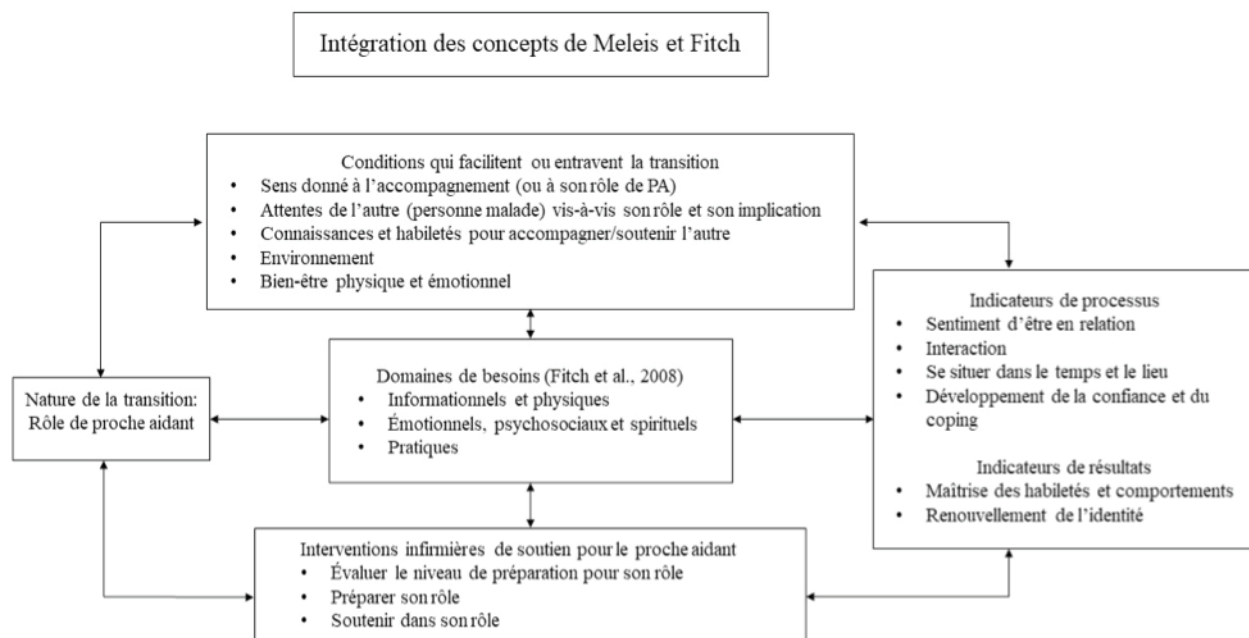 Intégration des concepts de Meleis et Fitch
Conditions qui facilitent ou entravent la transition
• Sens donné à l’accompagnement (ou à son rôle de PA)
• Attentes de l’autre (personne malade) vis-à-vis son rôle et son implication
• Connaissances et habiletés pour accompagner/soutenir l’autre
• Environnement
• Bien-être physique et émotionnel
Nature de la transition:
Rôle de proche aidant
Domaines de besoins (Fitch et al., 2008)
• Informationnels et physiques
• Émotionnels, psychosociaux et spirituels
• Pratiques
Indicateurs de processus
• Sentiment d’être en relation
• Interaction
• Se situer dans le temps et le lieu
• Développement de la confiance et du
coping
Indicateurs de résultats
• Maîtrise des habiletés et comportements
• Renouvellement de l’identité
Interventions infirmières de soutien pour le proche aidant
• Évaluer le niveau de préparation pour son rôle
• Préparer son rôle
• Soutenir dans son rôle